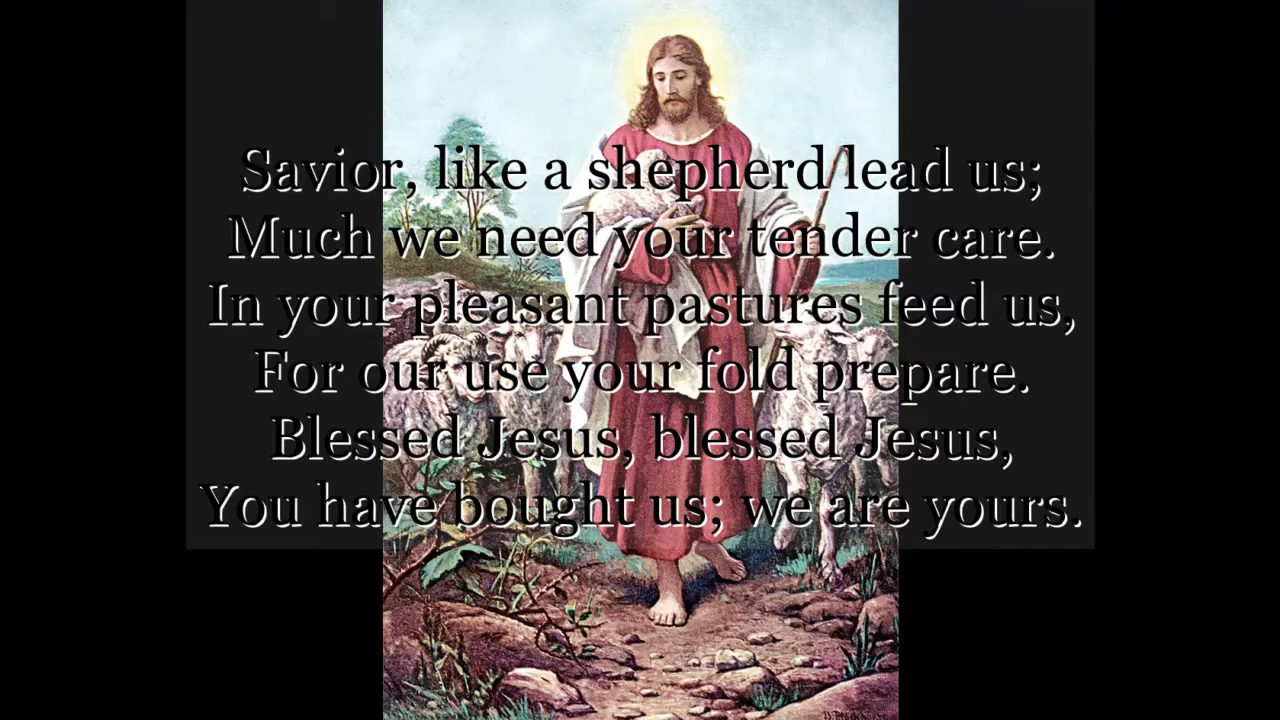 Savior, like a shepherd lead us;
Much we need your tender care.
In your pleasant pastures feed us,
For our use your fold prepare.
Blessed Jesus, blessed Jesus,
You have bought us; we are yours.